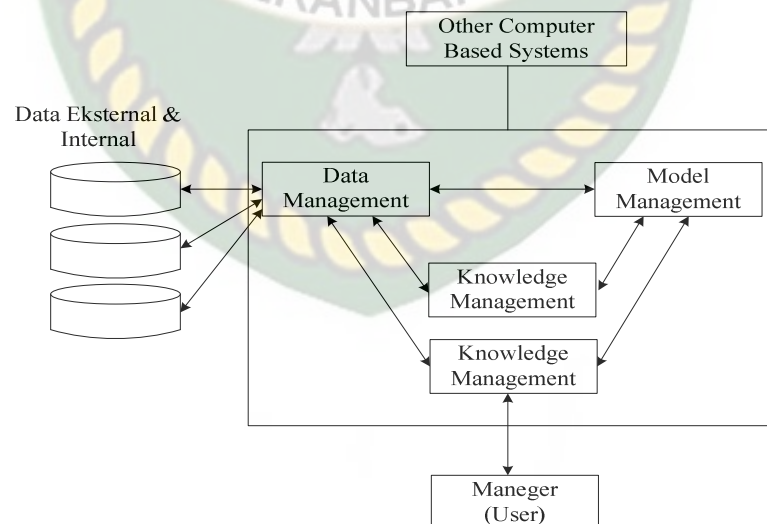 Other Computer
Based Systems
Data Eksternal &
Internal
Data
Management
Model
Management
Knowledge
Management
Knowledge
Management
Maneger
(User)